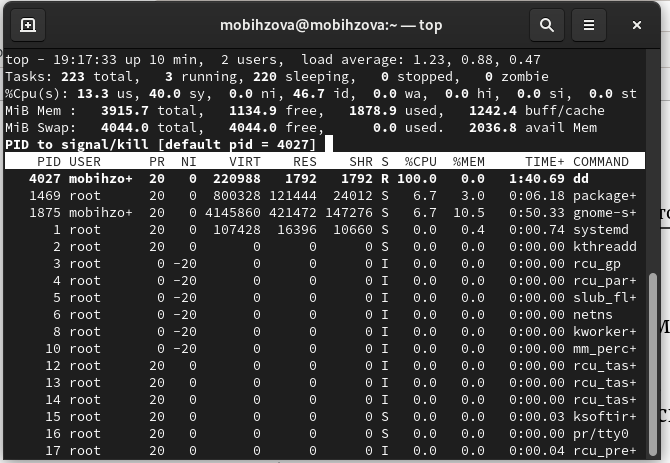 mobihzova@mobihzova:~ — top
top - 19:17:33 up 10 min,  2 users,  load average: 1.23, 0.88, 0.47
Tasks: 223 total,   3 running, 220 sleeping,   0 stopped,   0 zombie
%Cpu(s): 13.3 us, 40.0 sy,  0.0 ni, 46.7 id,  0.0 wa,  0.0 hi,  0.0 si,  0.0 st
MiB Mem :   3915.7 total,   1134.9 free,   1878.9 used,   1242.4 buff/cache
MiB Swap:   4044.0 total,   4044.0 free,      0.0 used.   2036.8 avail Mem
PID to signal/kill [default pid = 4027]
PID USER      PR  NI    VIRT    RES    SHR S  %CPU  %MEM     TIME+ COMMAND
4027 mobihzo+  20   0  220988   1792   1792 R 100.0   0.0   1:40.69 dd
1469 root      20   0  800328 121444  24012 S   6.7   3.0   0:06.18 package+
1875 mobihzo+  20   0 4145860 421472 147276 S   6.7  10.5   0:50.33 gnome-s+
1 root      20   0  107428  16396  10660 S   0.0   0.4   0:00.74 systemd
2 root      20   0       0      0      0 S   0.0   0.0   0:00.00 kthreadd
3 root       0 -20       0      0      0 I   0.0   0.0   0:00.00 rcu_gp
4 root       0 -20       0      0      0 I   0.0   0.0   0:00.00 rcu_par+
5 root       0 -20       0      0      0 I   0.0   0.0   0:00.00 slub_fl+
6 root       0 -20       0      0      0 I   0.0   0.0   0:00.00 netns
8 root       0 -20       0      0      0 I   0.0   0.0   0:00.00 kworker+
10 root       0 -20       0      0      0 I   0.0   0.0   0:00.00 mm_perc+
12 root      20   0       0      0      0 I   0.0   0.0   0:00.00 rcu_tas+
13 root      20   0       0      0      0 I   0.0   0.0   0:00.00 rcu_tas+
14 root      20   0       0      0      0 I   0.0   0.0   0:00.00 rcu_tas+
15 root      20   0       0      0      0 S   0.0   0.0   0:00.03 ksoftir+
16 root      20   0       0      0      0 S   0.0   0.0   0:00.00 pr/tty0
17 root      20   0       0      0      0 I   0.0   0.0   0:00.04 rcu_pre+